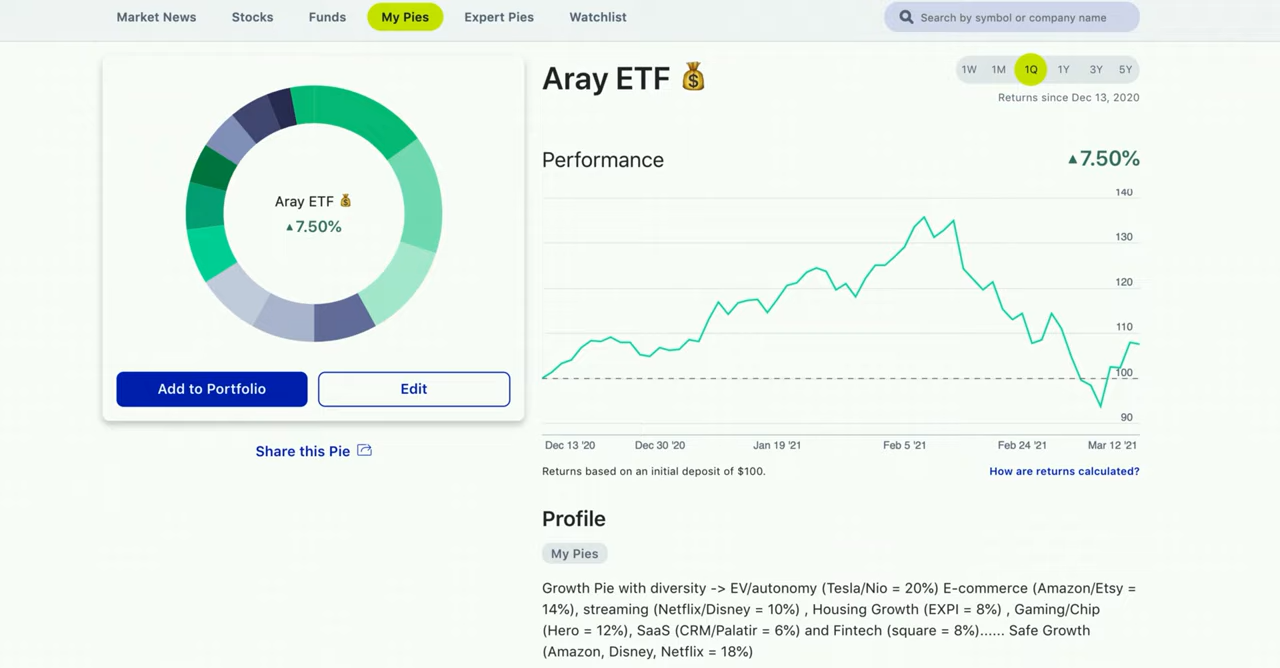 Market News
Stocks
Funds
My Pies
Expert Pies
Watchlist
Search by symbol or company name
Aray ETF 💰
▲7.50%
Add to Portfolio
Edit
Share this Pie
Aray ETF 💰
1W
1M
1Q
1Y
3Y
5Y
Returns since Dec 13, 2020
Performance
▲7.50%
140
130
120
110
100
90
Dec 13 '20
Dec 30 '20
Jan 19 '21
Feb 5 '21
Feb 24 '21
Mar 12 '21
Returns based on an initial deposit of $100.
How are returns calculated?
Profile
My Pies
Growth Pie with diversity -> EV/autonomy (Tesla/Nio = 20%) E-commerce (Amazon/Etsy =
14%), streaming (Netflix/Disney = 10%) , Housing Growth (EXPI = 8%) , Gaming/Chip
(Hero = 12%), SaaS (CRM/Palatir = 6%) and Fintech (square = 8%)...... Safe Growth
(Amazon, Disney, Netflix = 18%)